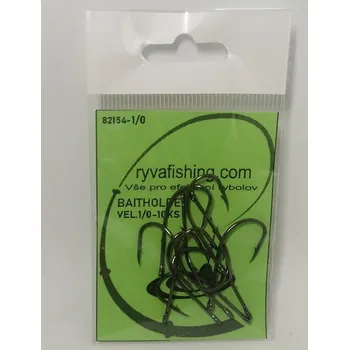 82154-1/0
ryvafishing.com
Vše pro efektivní rybolov
BAITHOLDER
VEL.1/0-10KS